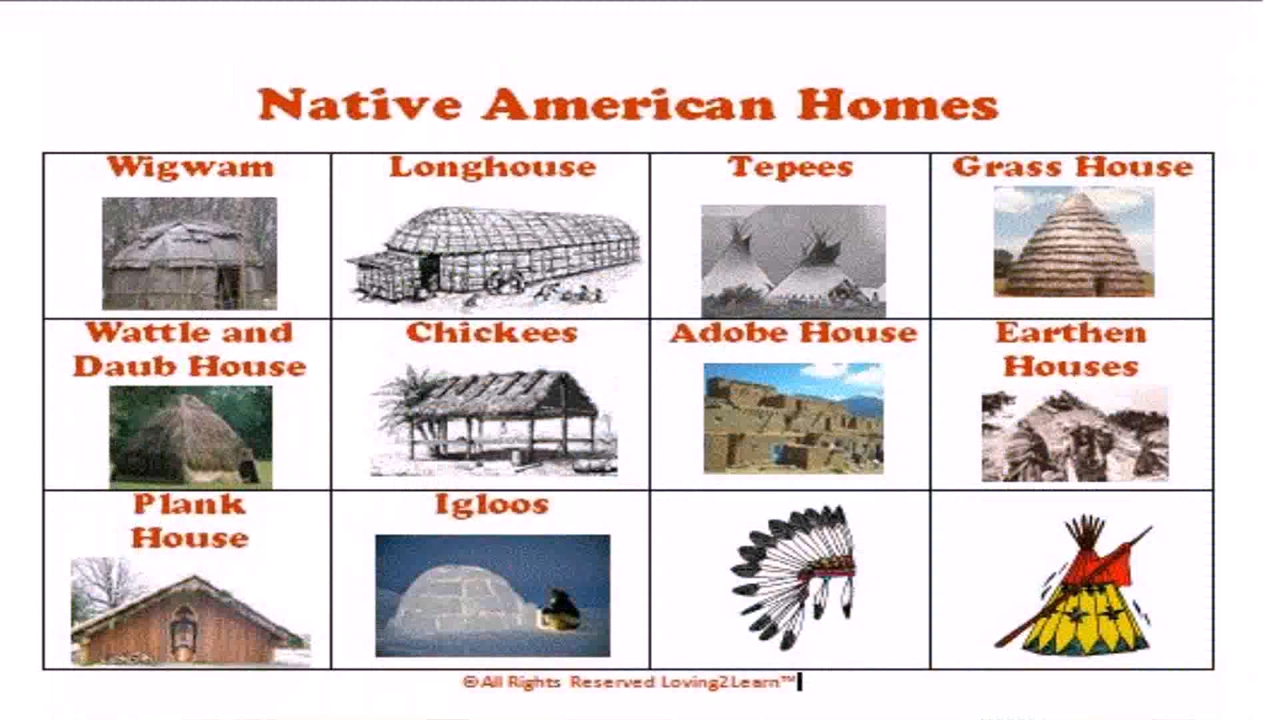 Native American Homes
Wigwam
Longhouse
Tepees
Grass House
Wattle and
Daub House
Chickees
Adobe House
Earthen
Houses
Plank
House
Igloos
©All Rights Reserved Loving2Learn™